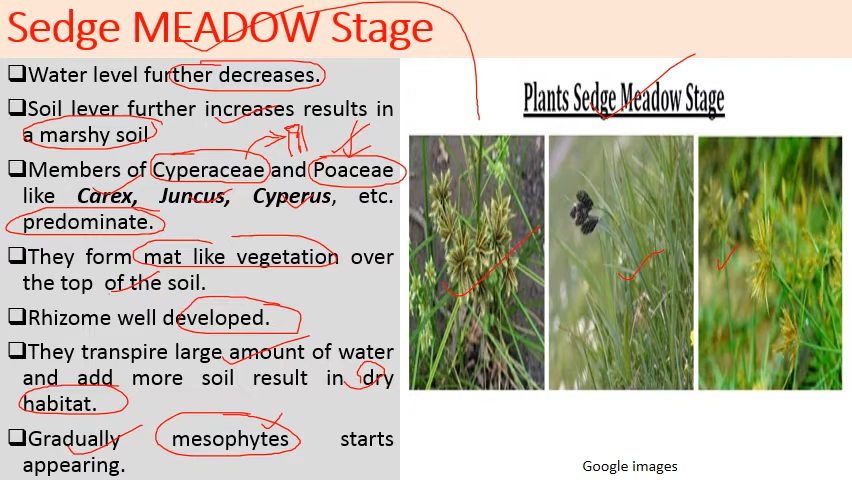 Sedge MEADOW Stage
❑Water level further decreases.
❑Soil lever further increases results in
a marshy soil
❑Members of Cyperaceae and Poaceae
like Carex, Juncus, Cyperus, etc.
predominate.
❑They form mat like vegetation over
the top of the soil.
❑Rhizome well developed.
❑They transpire large amount of water
and add more soil result in dry
habitat.
❑Gradually mesophytes starts
appearing.
Plants Sedge Meadow Stage
Google images